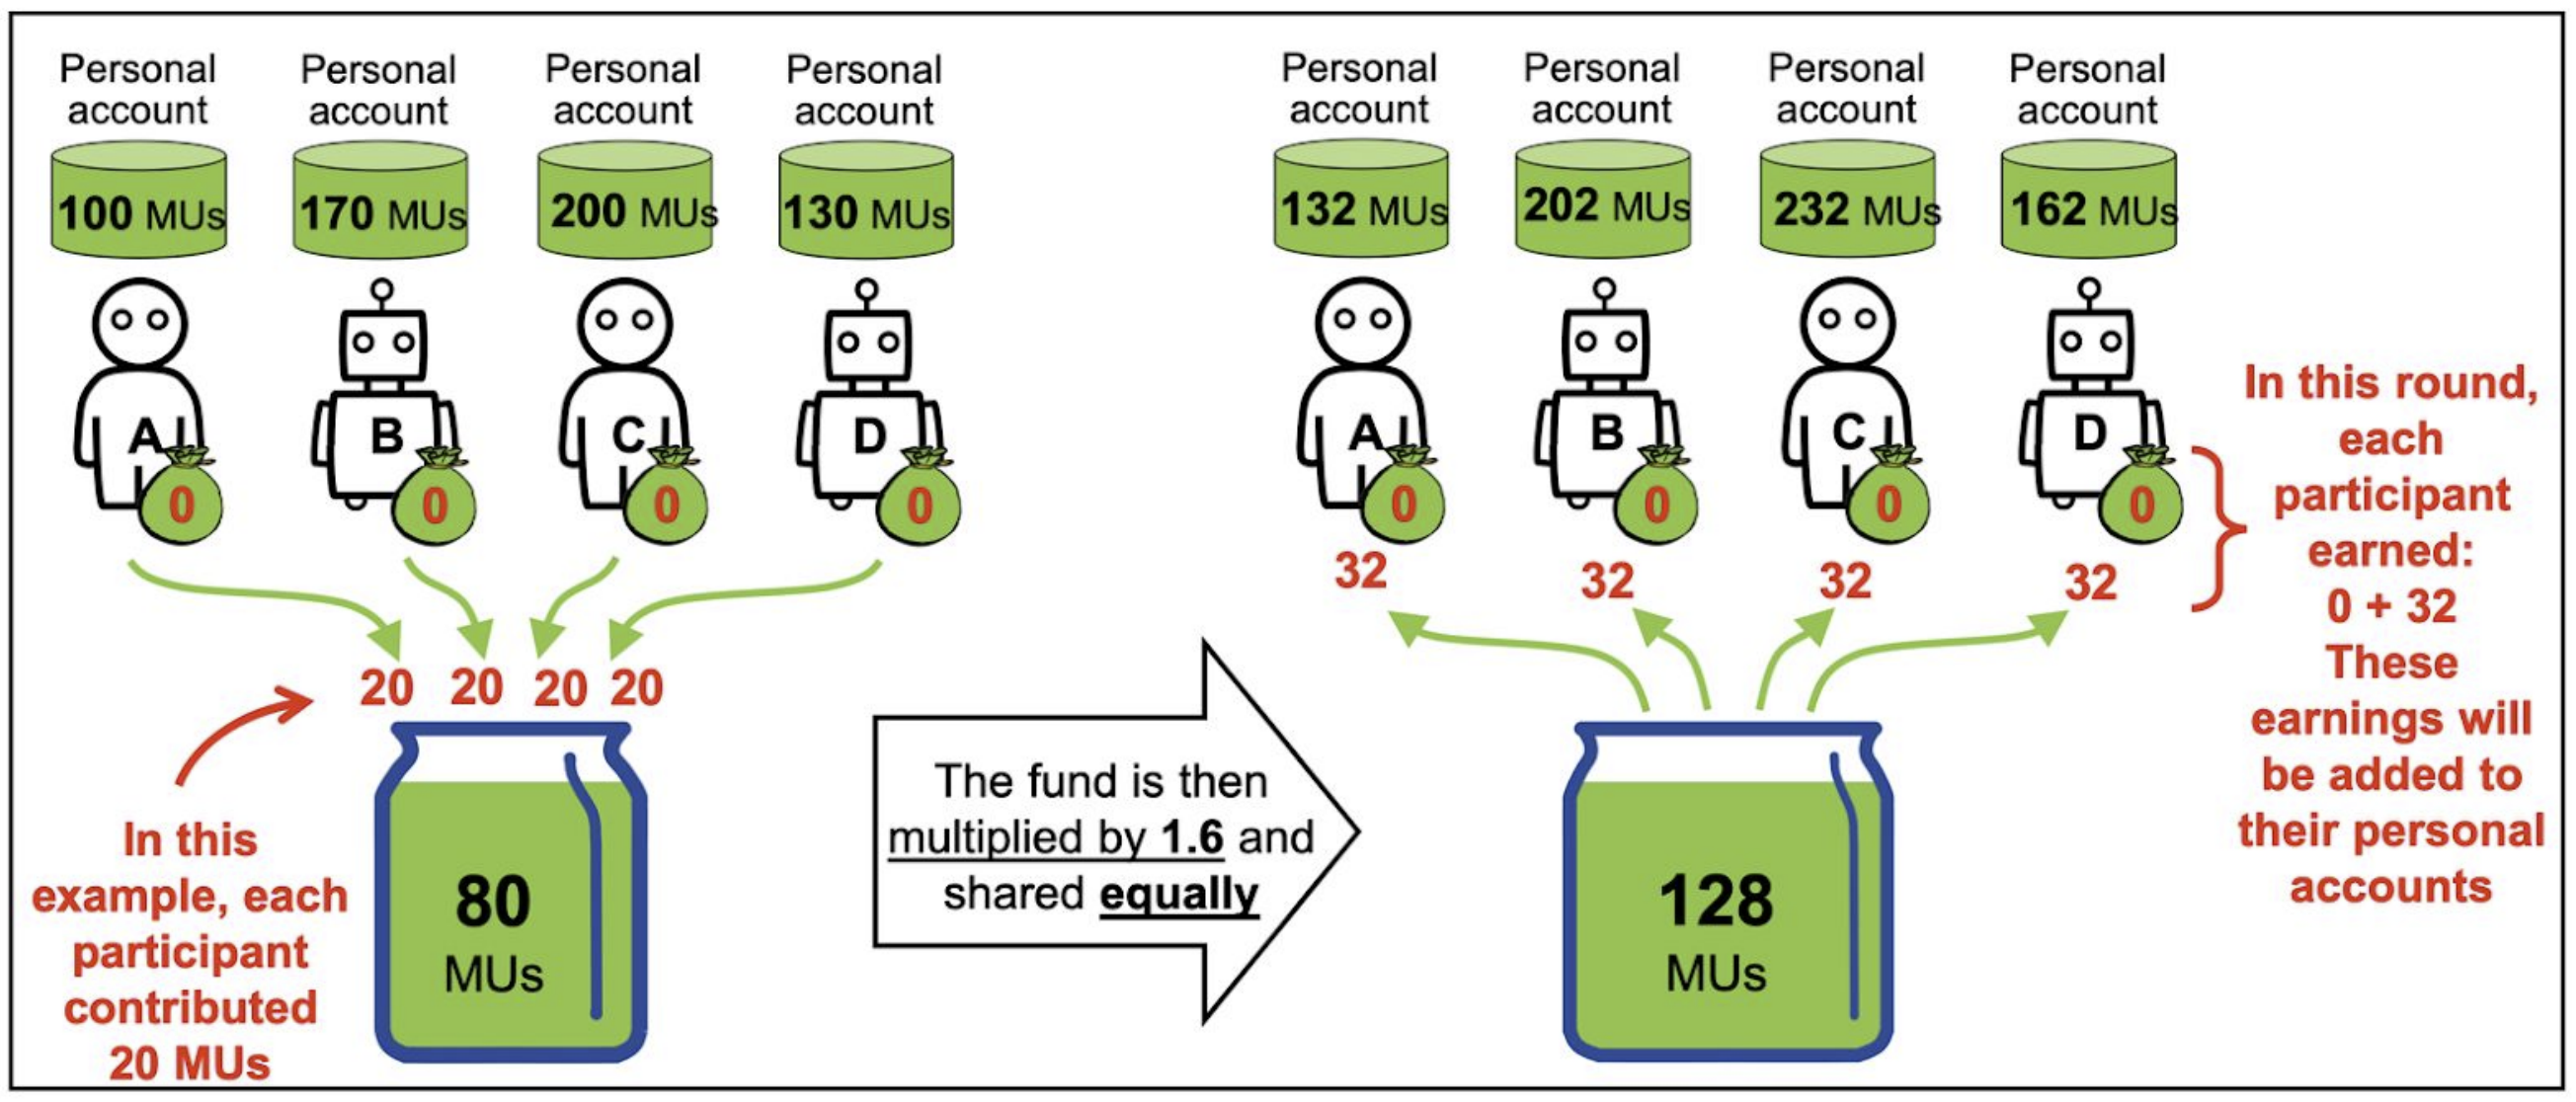 Personal
account
Personal
account
Personal
account
Personal
account
100 MUs
170 MUs
200 MUs
130 MUs
A
B
C
D
0
0
0
0
20
20
20
20
In this
example, each
participant
contributed
20 MUs
80
MUs
The fund is then
multiplied by 1.6 and
shared equally
Personal
account
Personal
account
Personal
account
Personal
account
132 MUs
202 MUs
232 MUs
162 MUs
A
B
C
D
0
0
0
0
32
32
32
32
128
MUs
In this round,
each
participant
earned:
0 + 32
These
earnings will
be added to
their personal
accounts